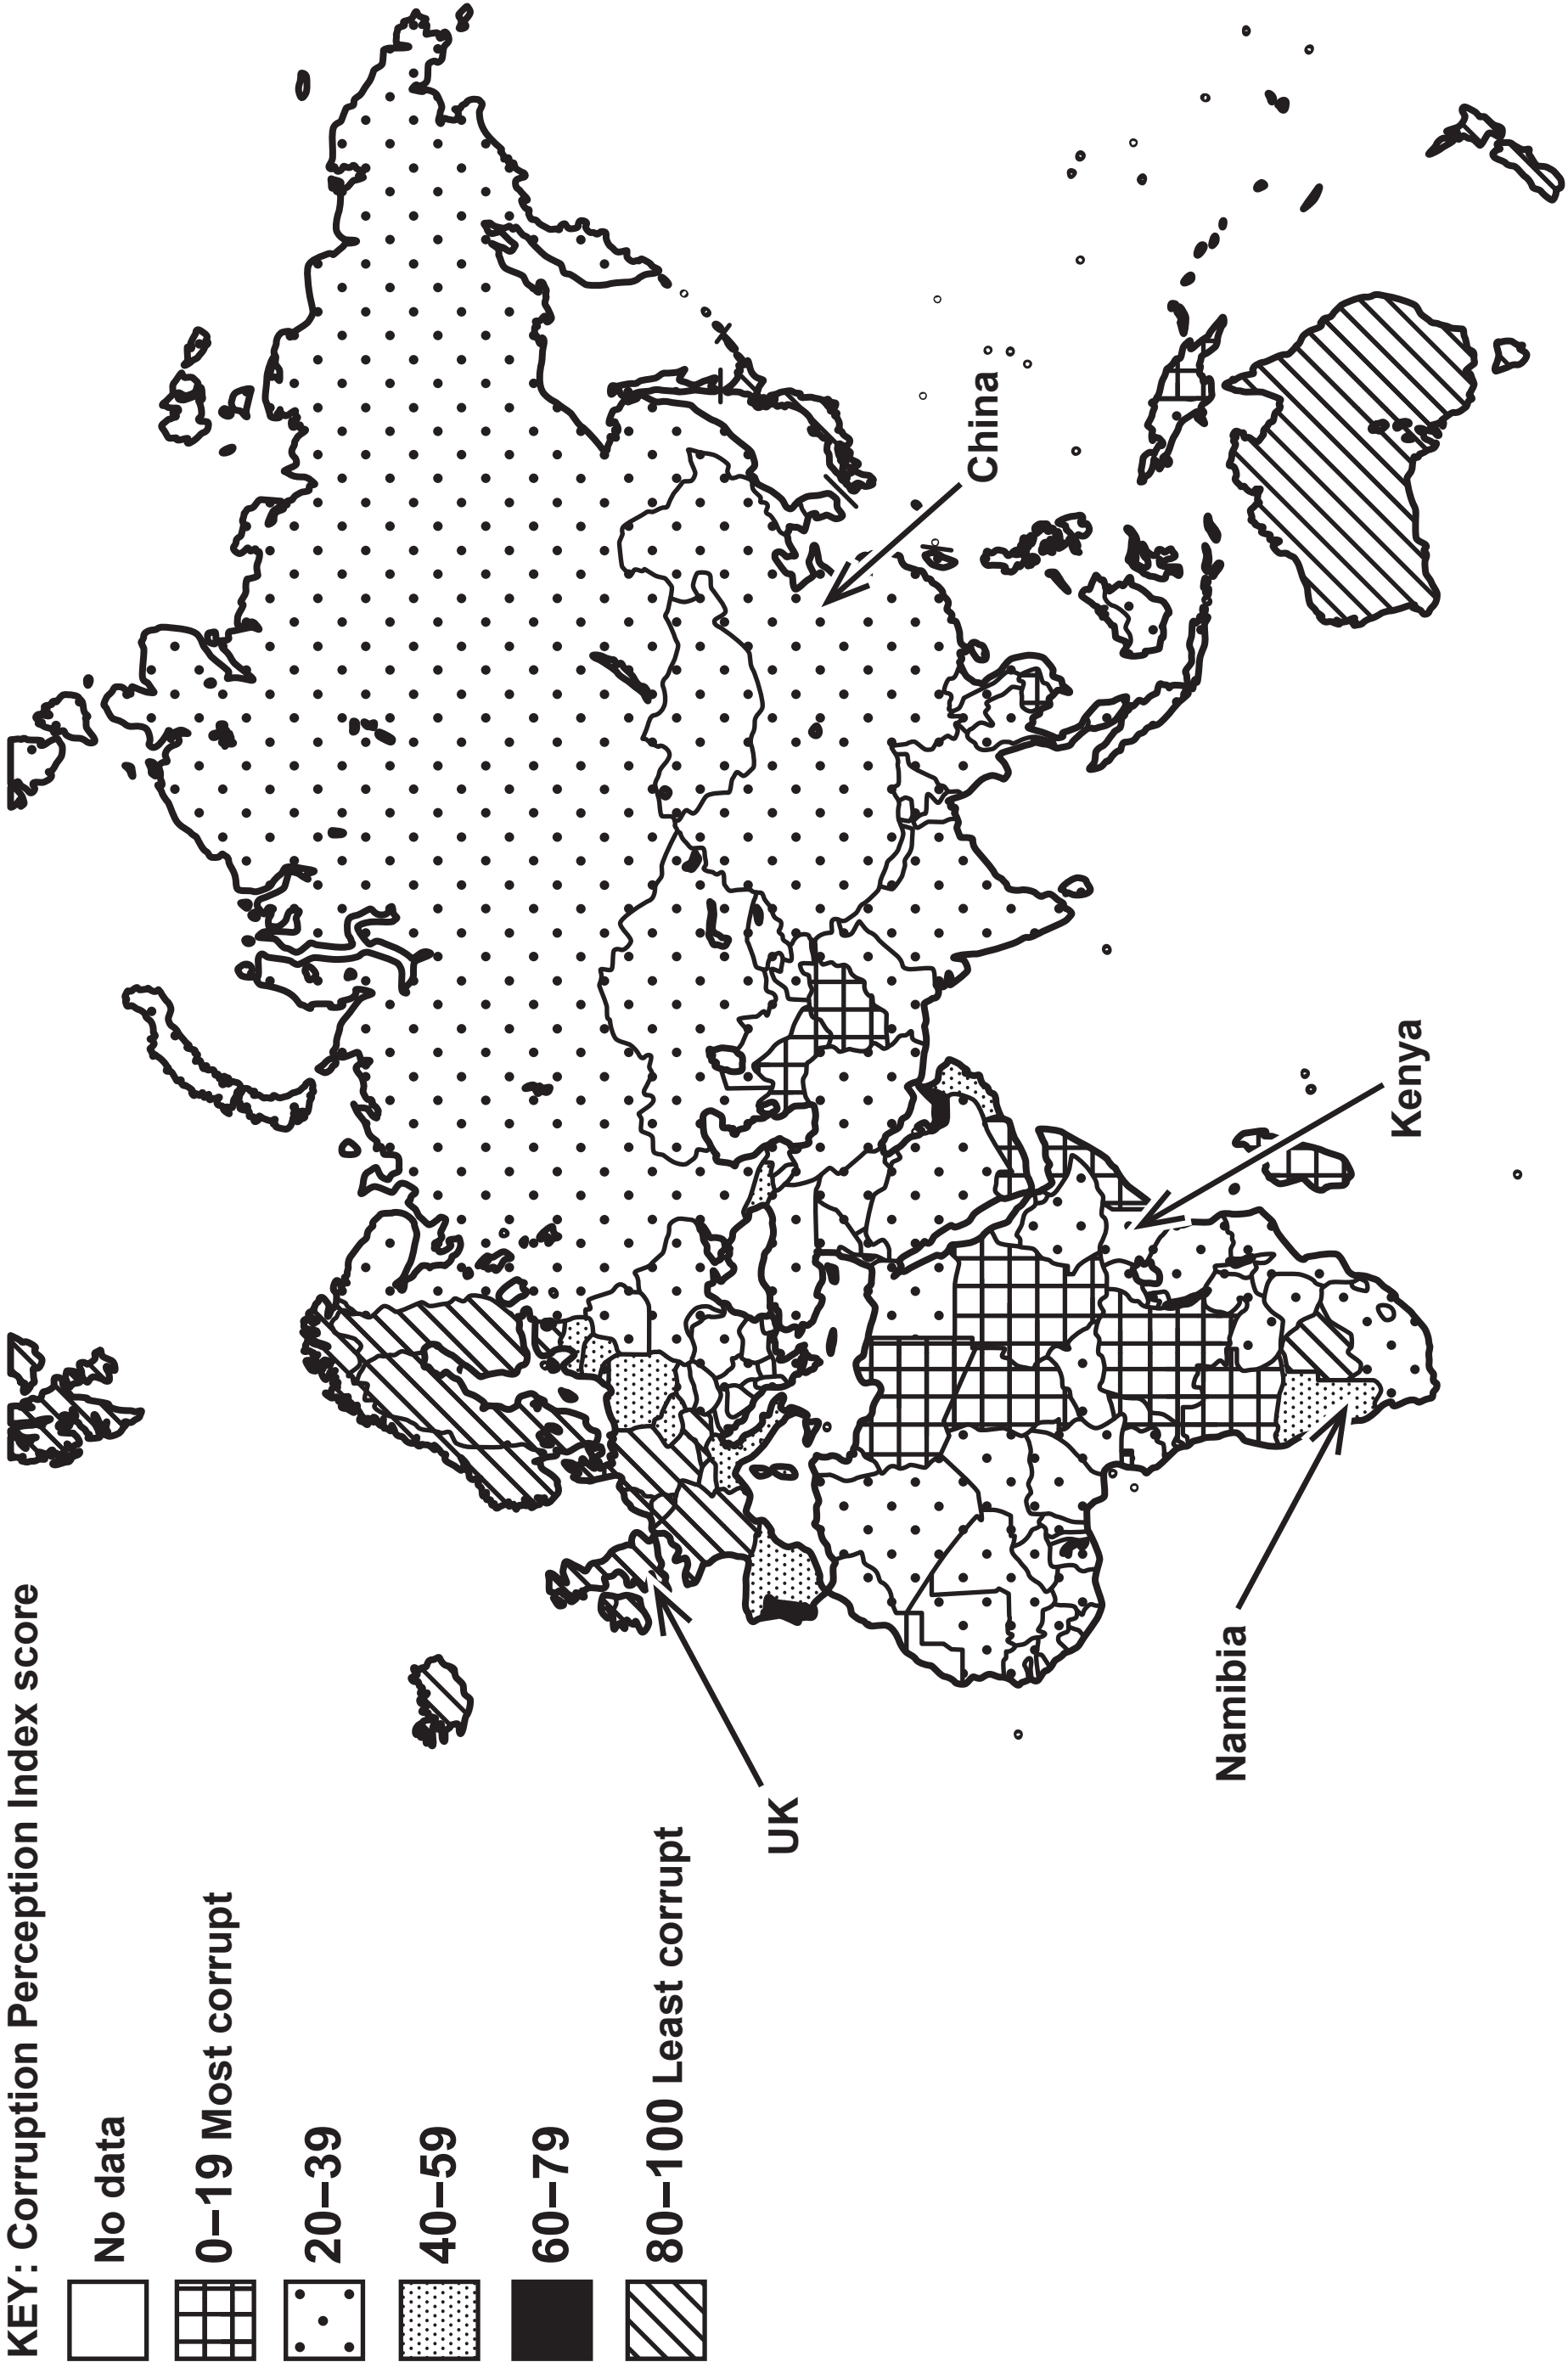 KEY: Corruption Perception Index score
No data
0–19 Most corrupt
20–39
40–59
60–79
80–100 Least corrupt
UK
China
Namibia
Kenya